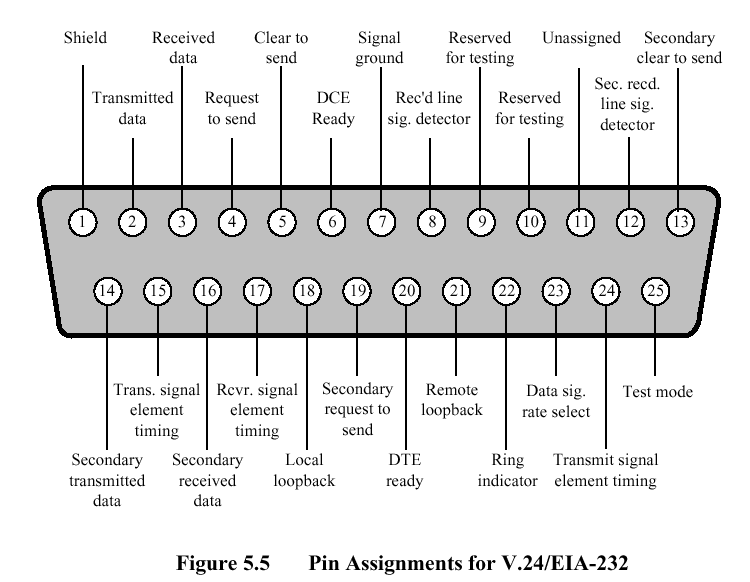 Shield
Received
data
Clear to
send
Signal
ground
Reserved
for testing
Unassigned
Secondary
clear to send
Transmitted
data
Request
to send
DCE
Ready
Rec'd line
sig. detector
Reserved
for testing
Sec. recd.
line sig.
detector
1 2 3 4 5 6 7 8 9 10 11 12 13
14 15 16 17 18 19 20 21 22 23 24 25
Trans. signal
element
timing
Rcvr. signal
element
timing
Secondary
request to
send
Remote
loopback
Data sig.
rate select
Test mode
Secondary
transmitted
data
Secondary
received
data
Local
loopback
DTE
ready
Ring
indicator
Transmit signal
element timing
Figure 5.5 Pin Assignments for V.24/EIA-232